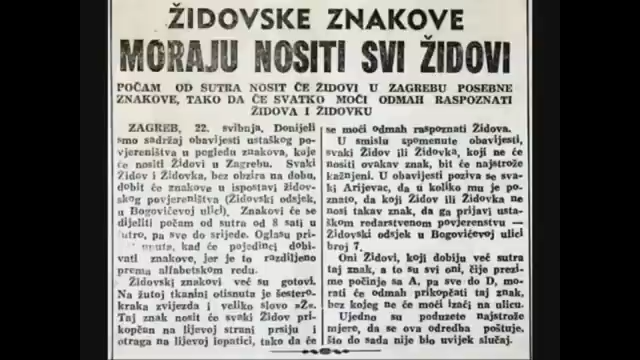 ŽIDOVSKE ZNAKOVE
MORAJU NOSITI SVI ŽIDOVI
POČAM OD SUTRA NOSIT ĆE ŽIDOVI U ZAGREBU POSEBNE
ZNAKOVE, TAKO DA ĆE SVATKO MOĆI ODMAH RASPOZNATI
ŽIDOVA I ŽIDOVKU
ZAGREB, 22. svibnja. Donijeli
smo sadržaj obavijesti ustaškog po-
vjereništva u pogledu znakova, koje
će nositi Židovi u Zagrebu. Svaki
Židov i Židovka, bez obzira na dobu,
dobit će znakove u ispostavi židov-
skog povjereništva (Židovski odsjek,
u Bogovićevoj ulici). Znakovi će se
dijeliti počam od sutra od 8 sati u
jutro, pa sve do srijede. Oglasu pri-
kad će pojedinci dobi-
vati znakove, jer je to razdiljeno
prema alfabetskom redu.
Židovski znakovi već su gotovi.
Na žutoj tkanini otisnuta je šestero-
kraka zvijezda i veliko slovo »Ž«.
Taj znak nosit će svaki Židov pri-
kopčan na lijevoj strani prsiju i
otraga na lijevoj lopatici, tako da će
se moći odmah raspoznati Židova.
U smislu spomenute obavijesti,
svaki Židov ili Židovka, koji ne će
nositi ovakav znak, bit će najstrože
kažnjeni. U obavijesti poziva se sva-
ki Arijevac, da u koliko mu je po-
znato, da koji Židov ili Židovka ne
nosi takav znak, da ga prijavi usta-
škom redarstvenom povjerenstvu —
Židovski odsjek u Bogovićevoj ulici
broj 7.
Oni Židovi, koji dobiju već sutra
taj znak, a to su svi oni, čije prezi-
me počinje sa A, pa sve do D, mo-
rati će odmah prikopčati taj znak,
bez kojeg ne će moći izaći na ulicu.
Ujedno su poduzete najstrože
mjere, da se ova odredba poštuje,
što do sada nije bio uvijek slučaj.